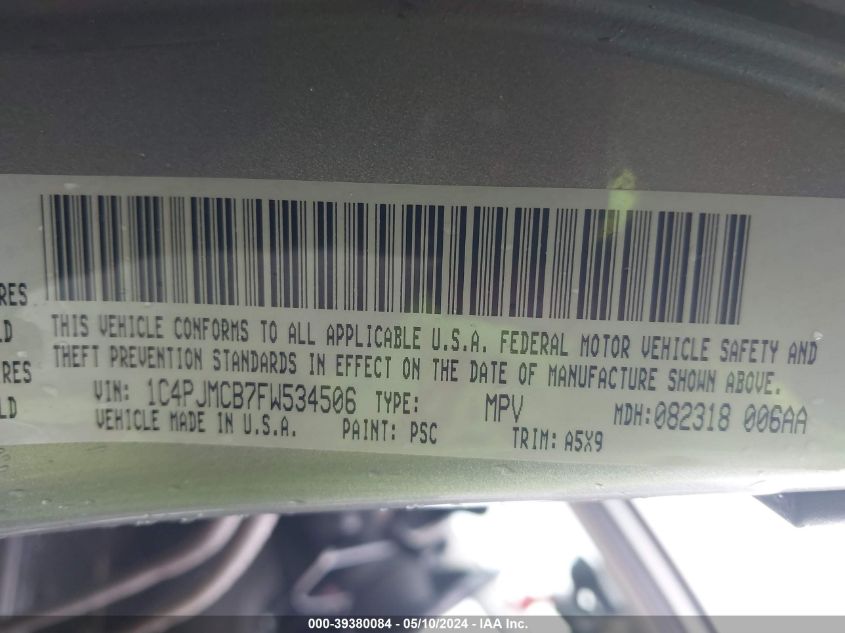 RES
LD
RES
LD
THIS VEHICLE CONFORMS TO ALL APPLICABLE U.S.A. FEDERAL MOTOR VEHICLE SAFETY AND
THEFT PREVENTION STANDARDS IN EFFECT ON THE DATE OF MANUFACTURE SHOWN ABOVE.
VIN: 1C4PJMCB7FW534506 TYPE: MPV MDH:082318 006AA
VEHICLE MADE IN U.S.A. PAINT: PSC TRIM: A5X9
000-39380084 - 05/10/2024 - IAA Inc.